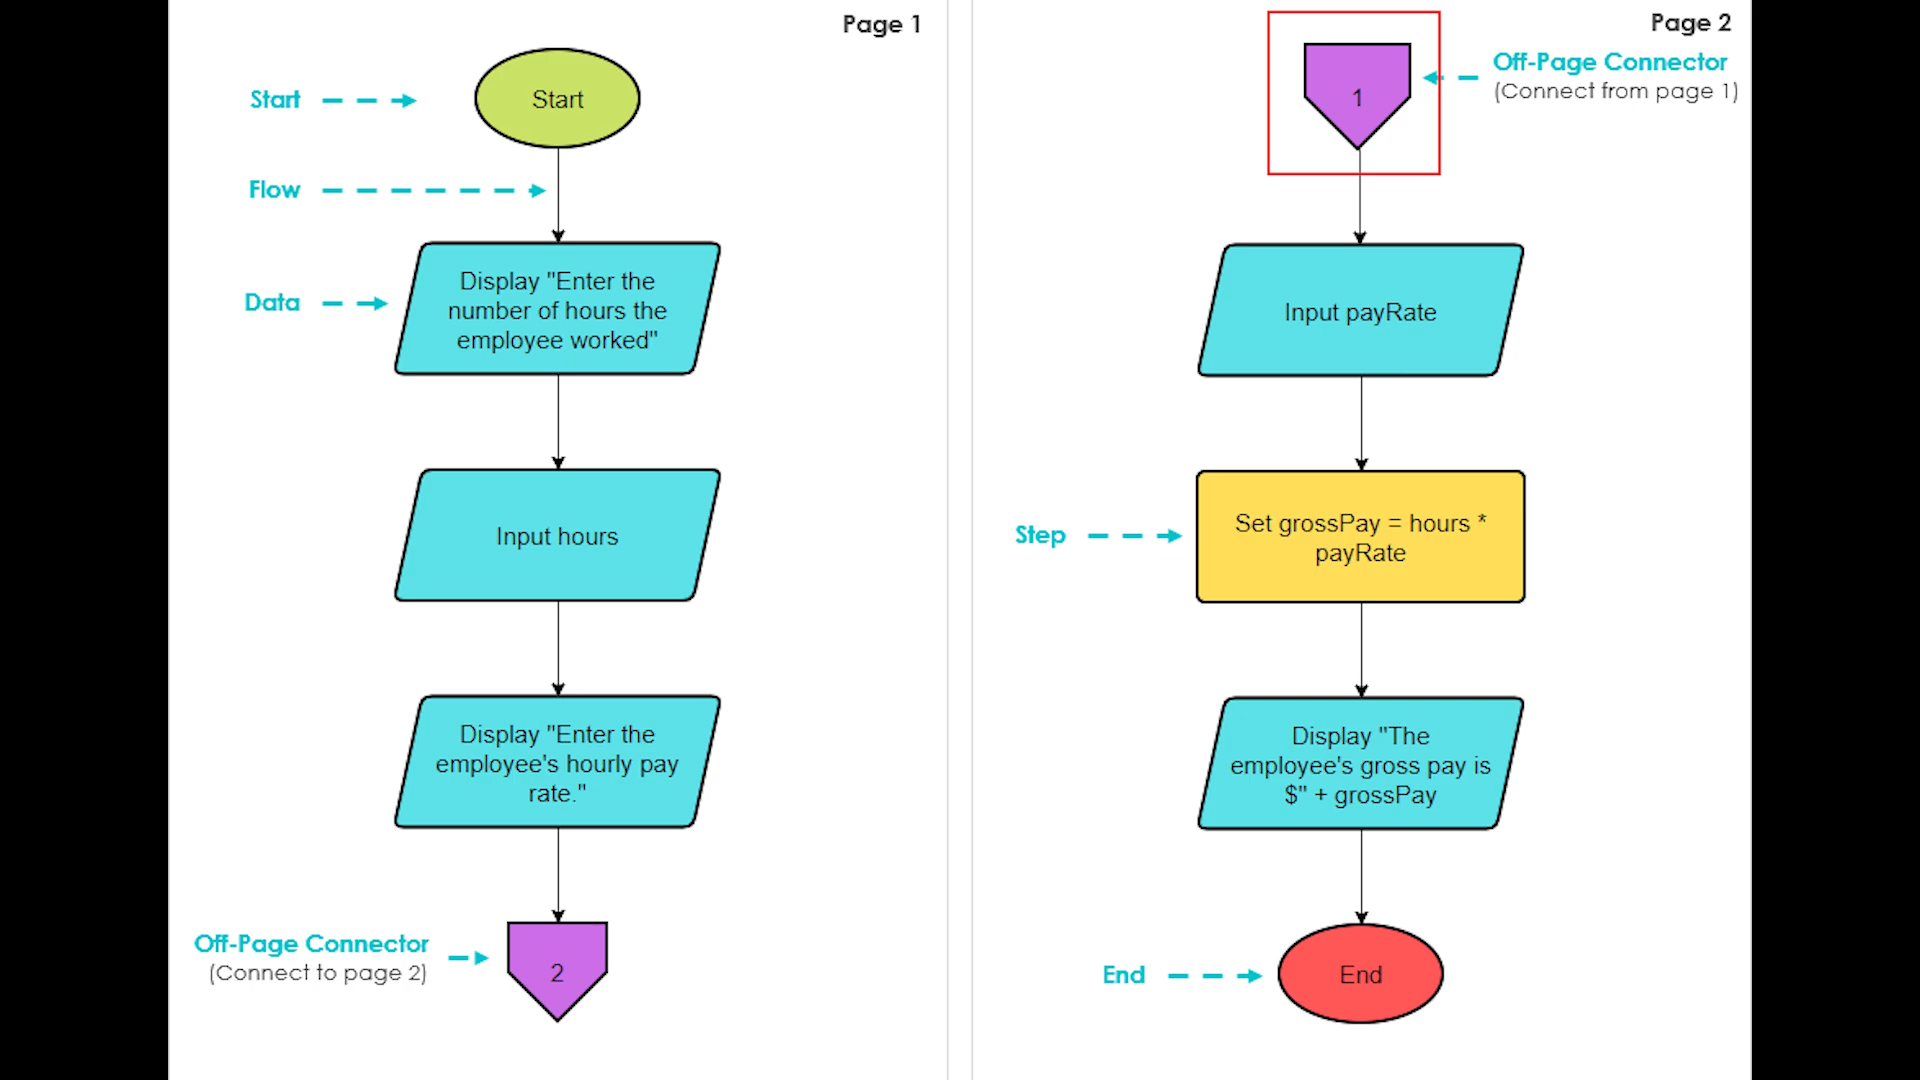 Page 1
Start
Start
Flow
Data
Display "Enter the
number of hours the
employee worked"
Input hours
Display "Enter the
employee's hourly pay
rate."
Off-Page Connector
(Connect to page 2)
2
Page 2
1
Off-Page Connector
(Connect from page 1)
Input payRate
Step
Set grossPay = hours *
payRate
Display "The
employee's gross pay is
$" + grossPay
End
End